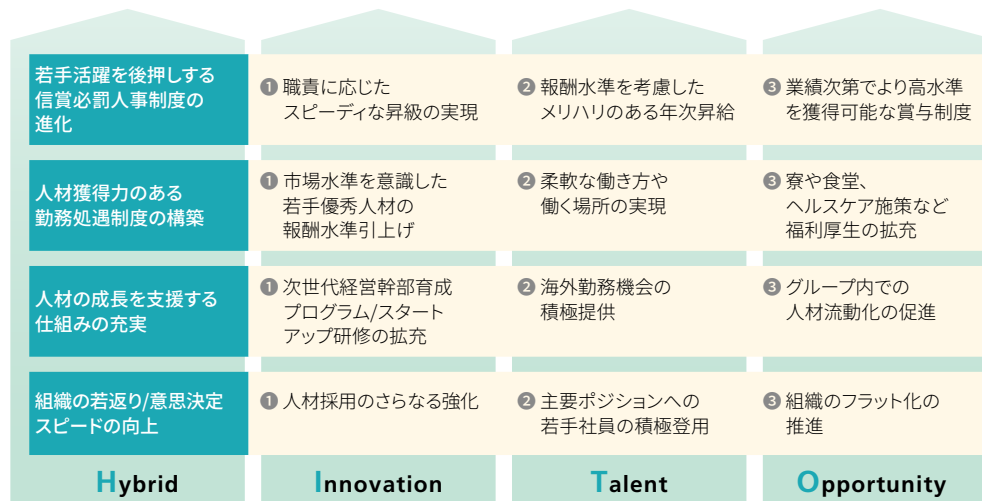 若手活躍を後押しする
信賞必罰人事制度の
進化
❶ 職責に応じた
スピーディな昇級の実現
❷ 報酬水準を考慮した
メリハリのある年次昇給
❸ 業績次第でより高水準
を獲得可能な賞与制度
人材獲得力のある
勤務処遇制度の構築
❶ 市場水準を意識した
若手優秀人材の
報酬水準引上げ
❷ 柔軟な働き方や
働く場所の実現
❸ 寮や食堂、
ヘルスケア施策など
福利厚生の拡充
人材の成長を支援する
仕組みの充実
❶ 次世代経営幹部育成
プログラム/スタート
アップ研修の拡充
❷ 海外勤務機会の
積極提供
❸ グループ内での
人材流動化の促進
組織の若返り/意思決定
スピードの向上
❶ 人材採用のさらなる強化
❷ 主要ポジションへの
若手社員の積極登用
❸ 組織のフラット化の
推進
Hybrid
Innovation
Talent
Opportunity